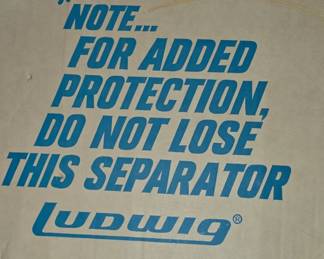 NOTE...
FOR ADDED
PROTECTION,
DO NOT LOSE
THIS SEPARATOR
LUDWIG®